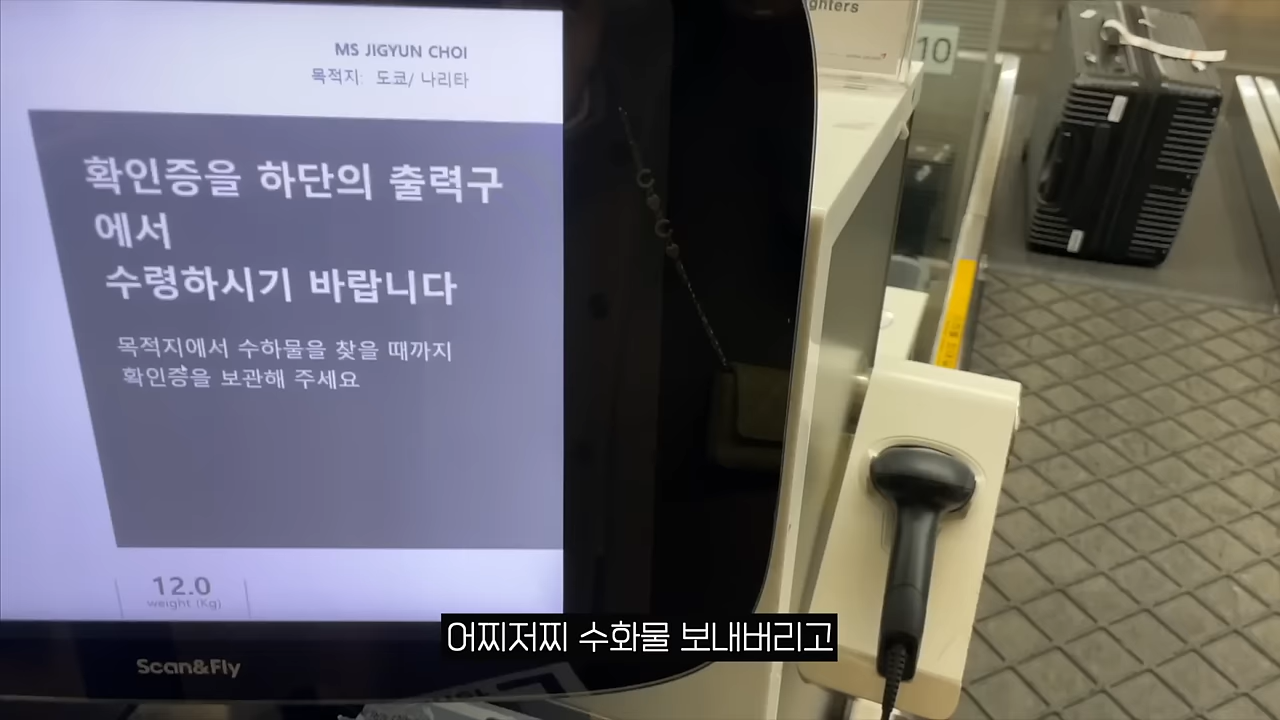 MS JIGYUN CHOI
목적지: 도쿄/ 나리타
확인증을 하단의 출력구
에서
수령하시기 바랍니다
목적지에서 수하물을 찾을 때까지
확인증을 보관해 주세요
12.0
weight (Kg)
Scan&Fly
ghters
10
어찌저찌 수화물 보내버리고